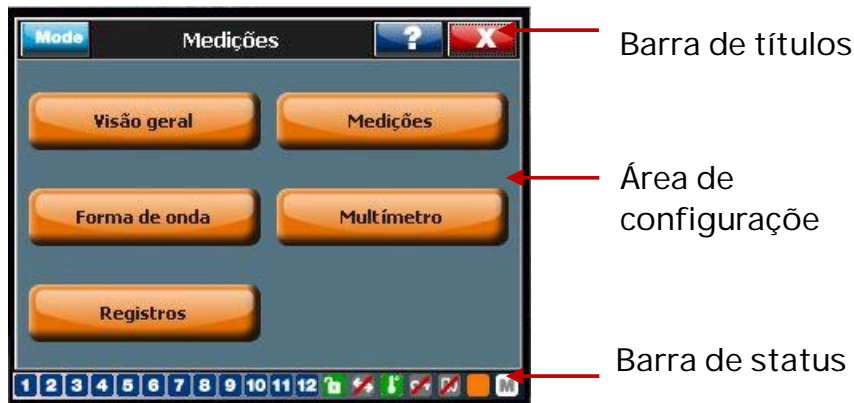 Mode Medições ? X
Barra de títulos
Visão geral Medições
Área de
configuraçõe
Forma de onda Multímetro
Registros
Barra de status
1 2 3 4 5 6 7 8 9 10 11 12 M